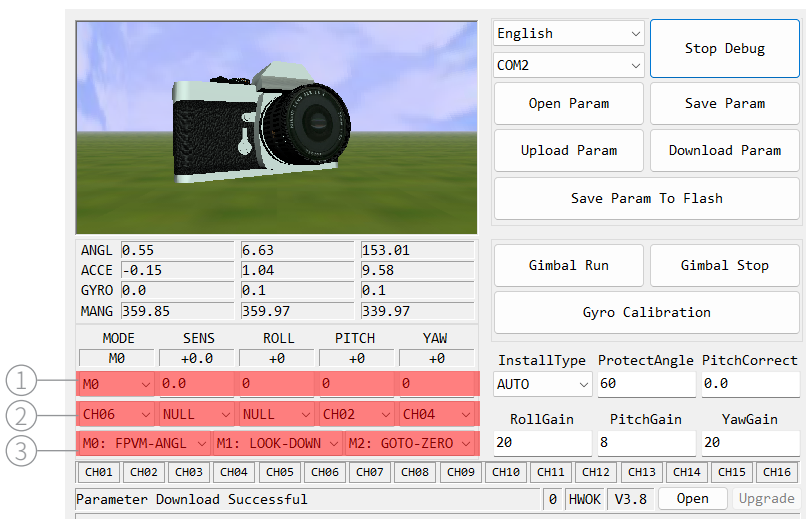 English
Stop Debug
COM2
Open Param
Save Param
Upload Param
Download Param
Save Param To Flash
ANGL 0.55 6.63 153.01
ACCE -0.15 1.04 9.58
GYRO 0.0 0.1 0.1
MANG 359.85 359.97 339.97
Gimbal Run
Gimbal Stop
Gyro Calibration
MODE SENS ROLL PITCH YAW
M0 +0.0 +0 +0 +0
InstallType ProtectAngle PitchCorrect
1 M0 0.0 0 0 0
AUTO 60 0.0
2 CH06 NULL NULL CH02 CH04
RollGain PitchGain YawGain
3 M0: FPVM-ANGL M1: LOOK-DOWN M2: GOTO-ZERO
20 8 20
CH01 CH02 CH03 CH04 CH05 CH06 CH07 CH08 CH09 CH10 CH11 CH12 CH13 CH14 CH15 CH16
Parameter Download Successful 0 HWOK V3.8 Open Upgrade